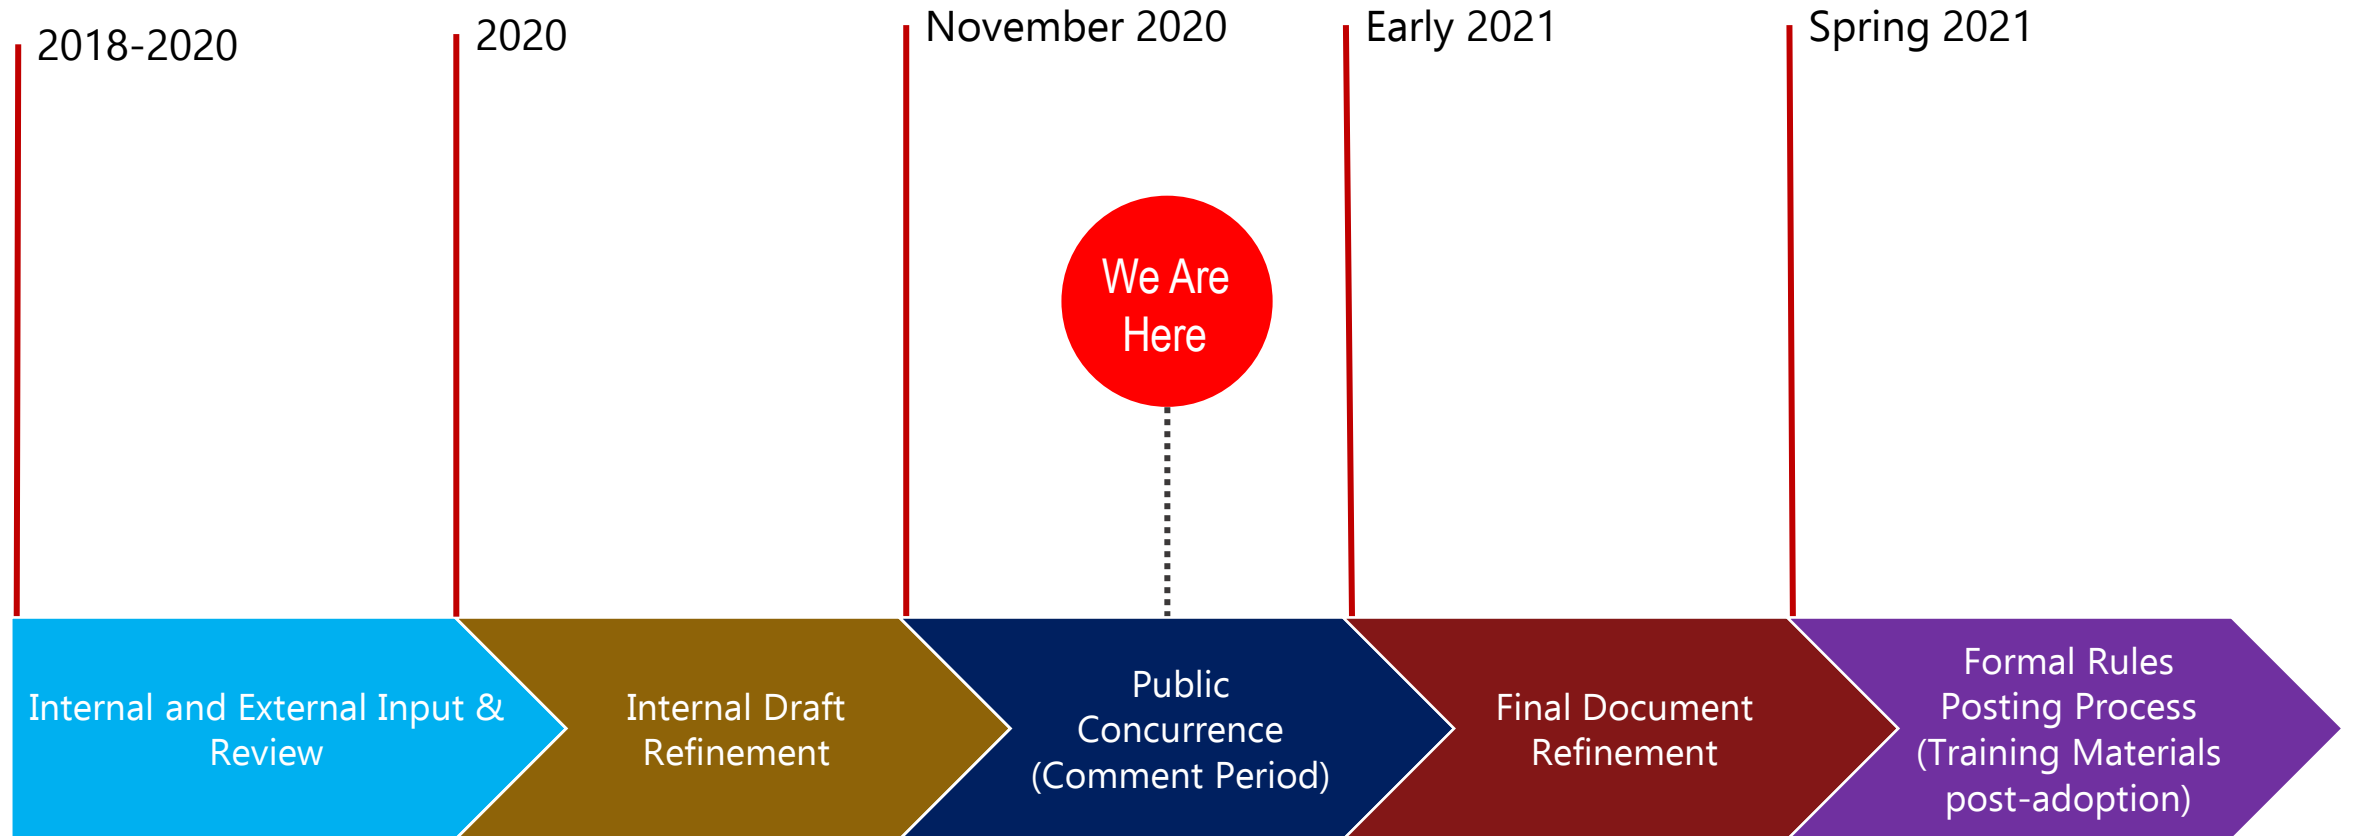 2018-2020
2020
November 2020
Early 2021
Spring 2021
We Are
Here
Internal and External Input &
Review
Internal Draft
Refinement
Public
Concurrence
(Comment Period)
Final Document
Refinement
Formal Rules
Posting Process
(Training Materials
post-adoption)